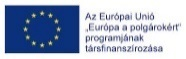 Az Európai Unió
„Európa a polgárokért”
programjának
társfinanszírozása